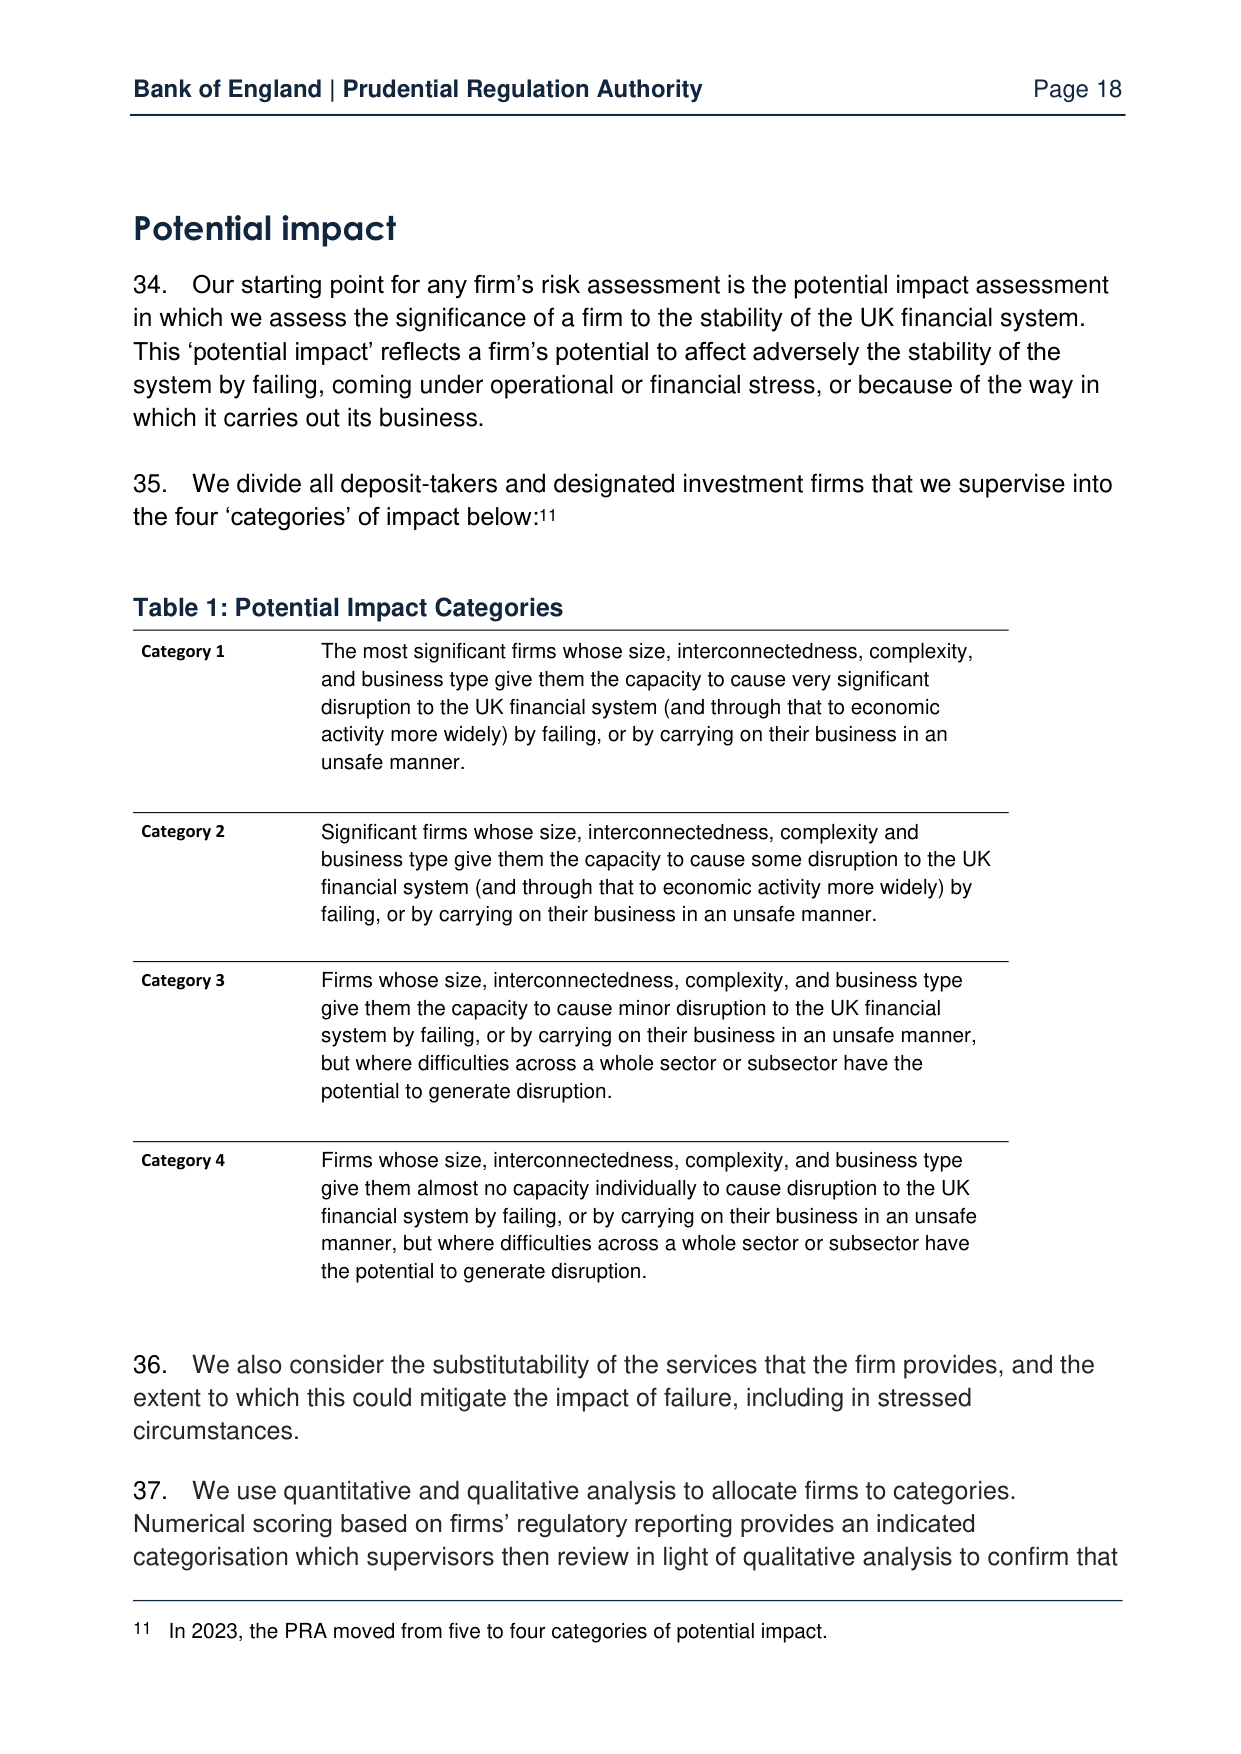 Bank of England | Prudential Regulation Authority Page 18
Potential impact
34. Our starting point for any firm’s risk assessment is the potential impact assessment
in which we assess the significance of a firm to the stability of the UK financial system.
This ‘potential impact’ reflects a firm’s potential to affect adversely the stability of the
system by failing, coming under operational or financial stress, or because of the way in
which it carries out its business.
35. We divide all deposit-takers and designated investment firms that we supervise into
the four ‘categories’ of impact below:11
Table 1: Potential Impact Categories
Category 1 The most significant firms whose size, interconnectedness, complexity,
and business type give them the capacity to cause very significant
disruption to the UK financial system (and through that to economic
activity more widely) by failing, or by carrying on their business in an
unsafe manner.
Category 2 Significant firms whose size, interconnectedness, complexity and
business type give them the capacity to cause some disruption to the UK
financial system (and through that to economic activity more widely) by
failing, or by carrying on their business in an unsafe manner.
Category 3 Firms whose size, interconnectedness, complexity, and business type
give them the capacity to cause minor disruption to the UK financial
system by failing, or by carrying on their business in an unsafe manner,
but where difficulties across a whole sector or subsector have the
potential to generate disruption.
Category 4 Firms whose size, interconnectedness, complexity, and business type
give them almost no capacity individually to cause disruption to the UK
financial system by failing, or by carrying on their business in an unsafe
manner, but where difficulties across a whole sector or subsector have
the potential to generate disruption.
36. We also consider the substitutability of the services that the firm provides, and the
extent to which this could mitigate the impact of failure, including in stressed
circumstances.
37. We use quantitative and qualitative analysis to allocate firms to categories.
Numerical scoring based on firms’ regulatory reporting provides an indicated
categorisation which supervisors then review in light of qualitative analysis to confirm that
11 In 2023, the PRA moved from five to four categories of potential impact.